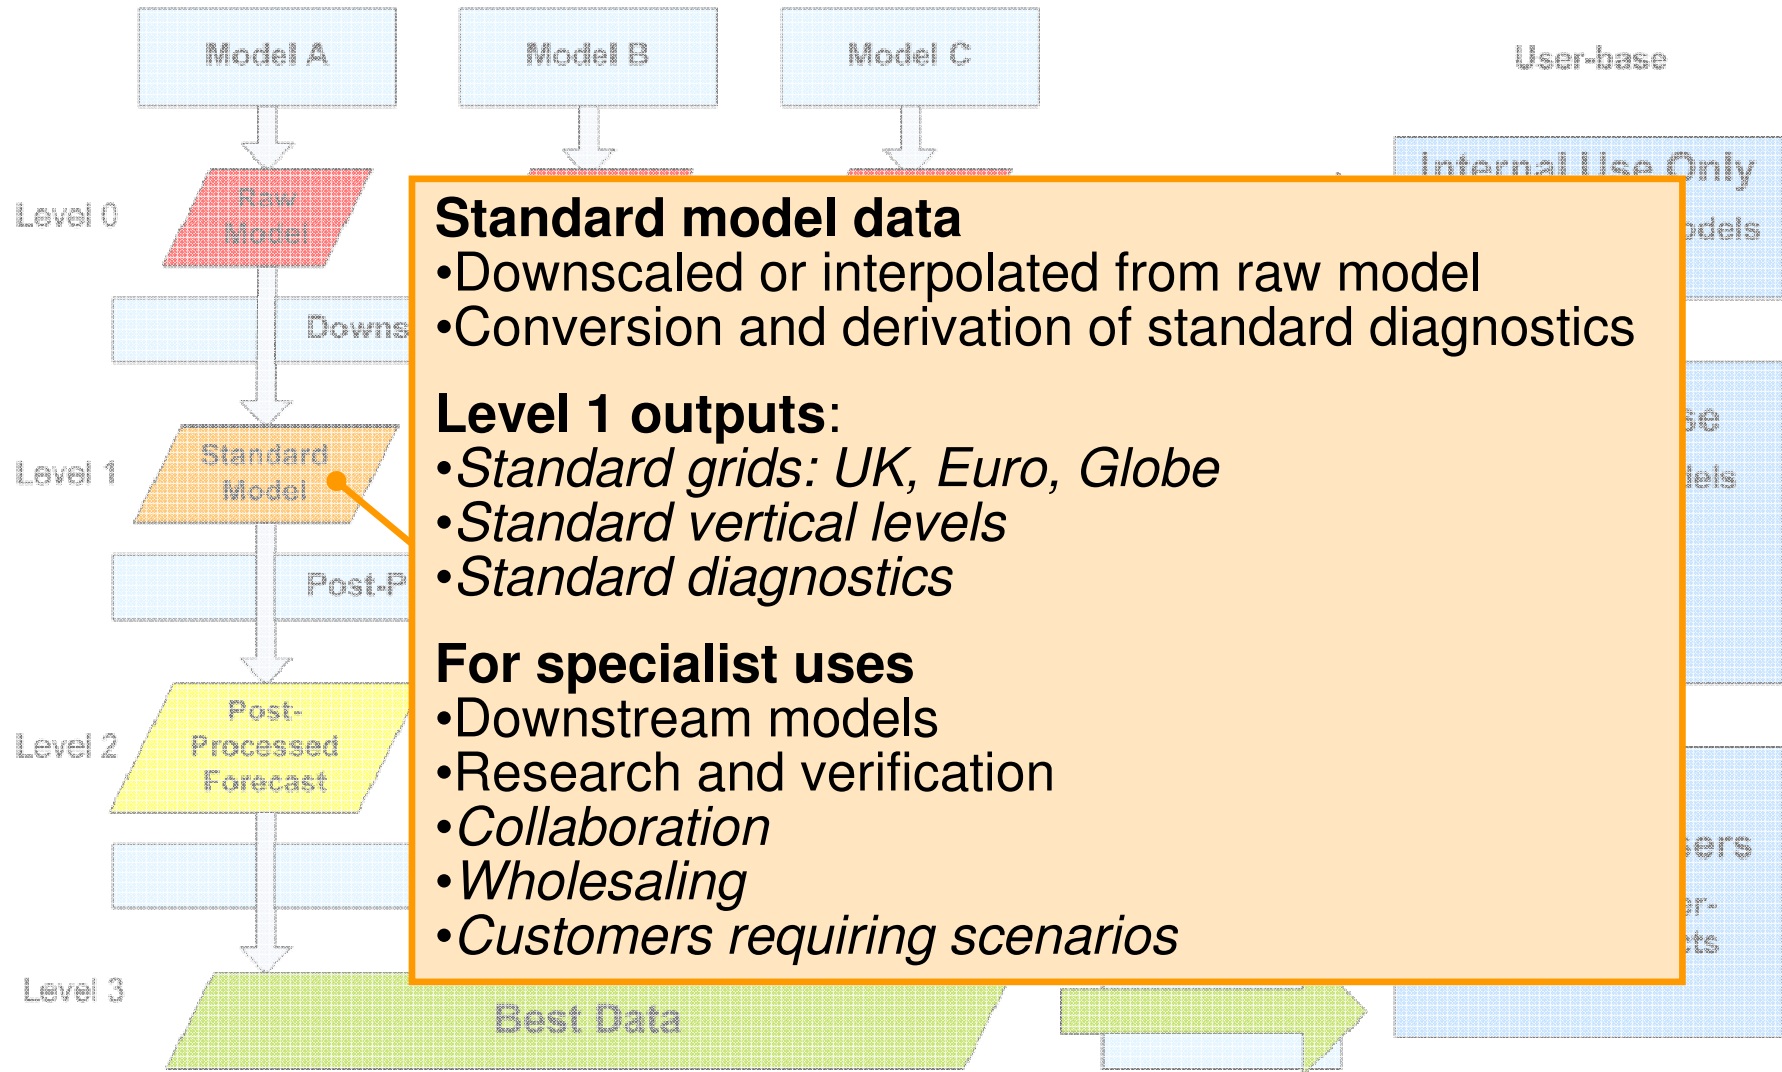 Model A
Model B
Model C
User-base
Internal Use Only
Level 0
Raw
Model
Standard model data
•Downscaled or interpolated from raw model
•Conversion and derivation of standard diagnostics
Downs
Level 1 outputs:
•Standard grids: UK, Euro, Globe
•Standard vertical levels
•Standard diagnostics
Level 1
Standard
Model
Post-P
For specialist uses
•Downstream models
•Research and verification
•Collaboration
•Wholesaling
•Customers requiring scenarios
Level 2
Post-
Processed
Forecast
Level 3
Best Data